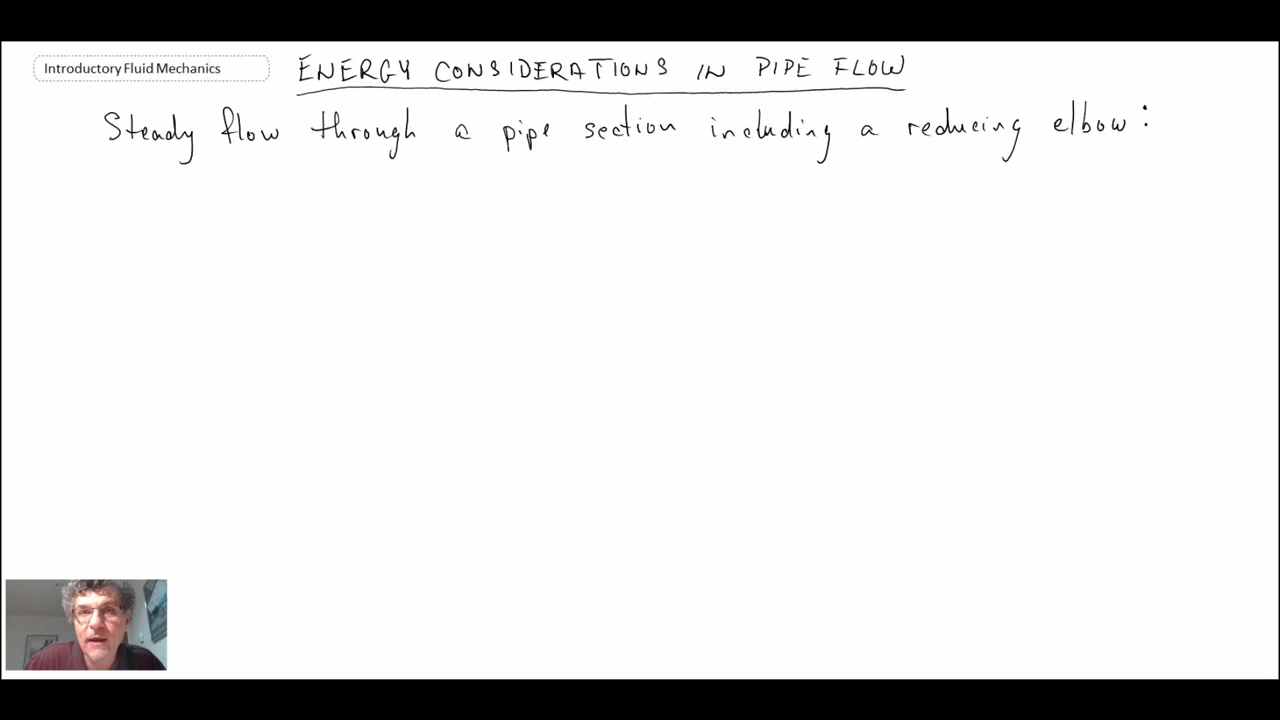 Introductory Fluid Mechanics
ENERGY CONSIDERATIONS IN PIPE FLOW
Steady flow through a pipe section including a reducing elbow: